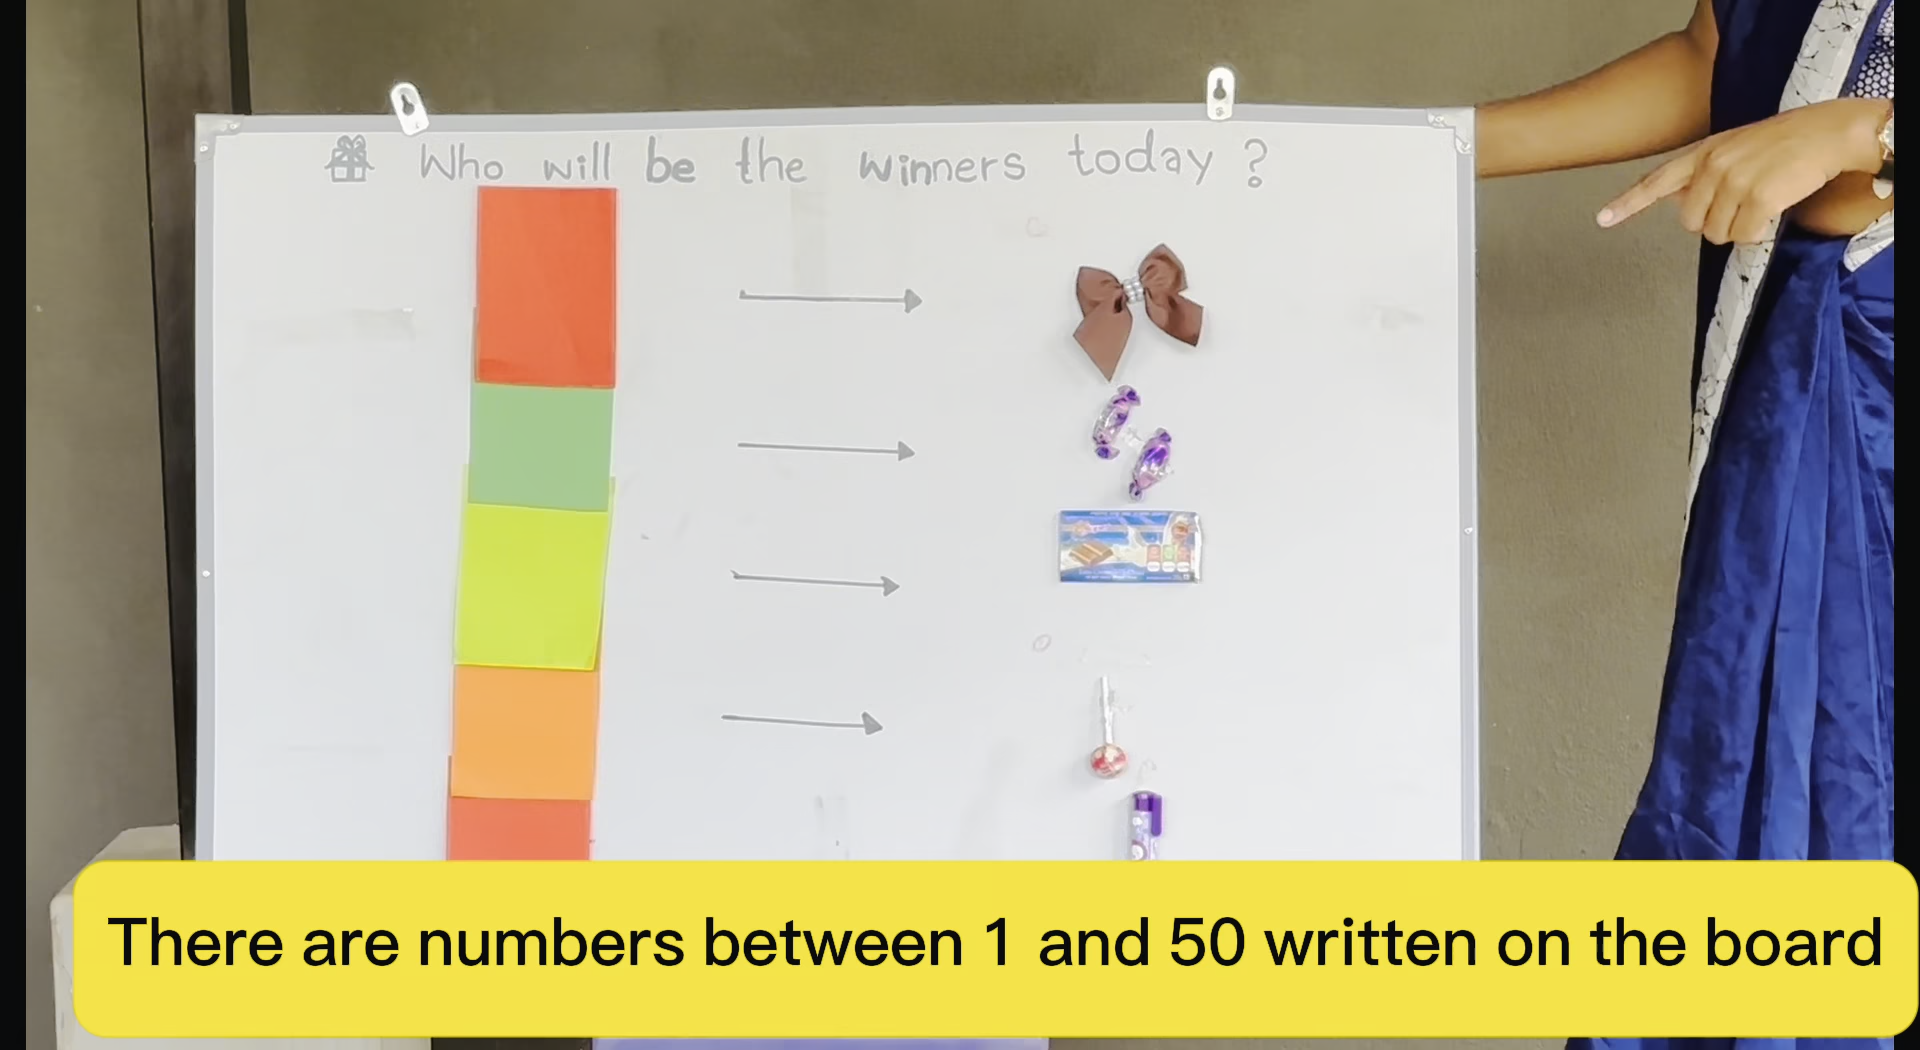 Who will be the winners today ?
There are numbers between 1 and 50 written on the board